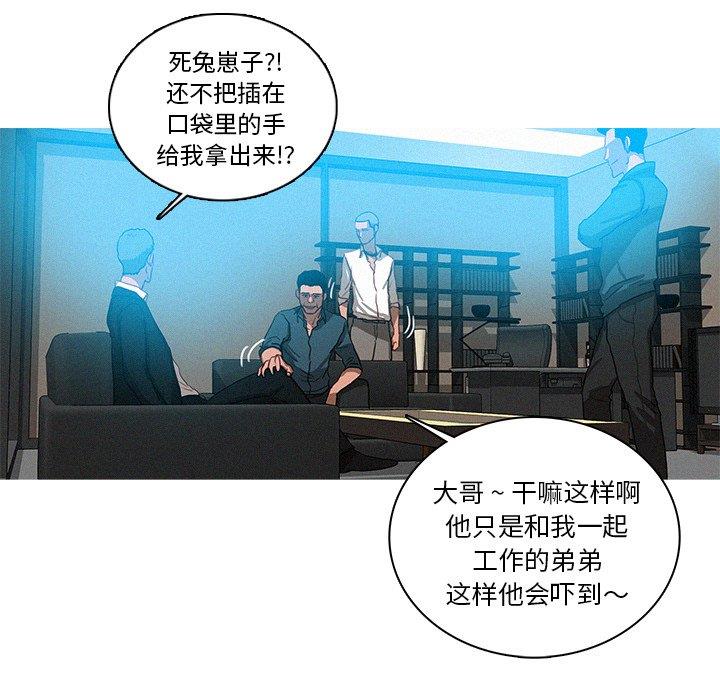 死兔崽子?!
还不把插在
口袋里的手
给我拿出来!?
大哥~干嘛这样啊
他只是和我一起
工作的弟弟
这样他会吓到~